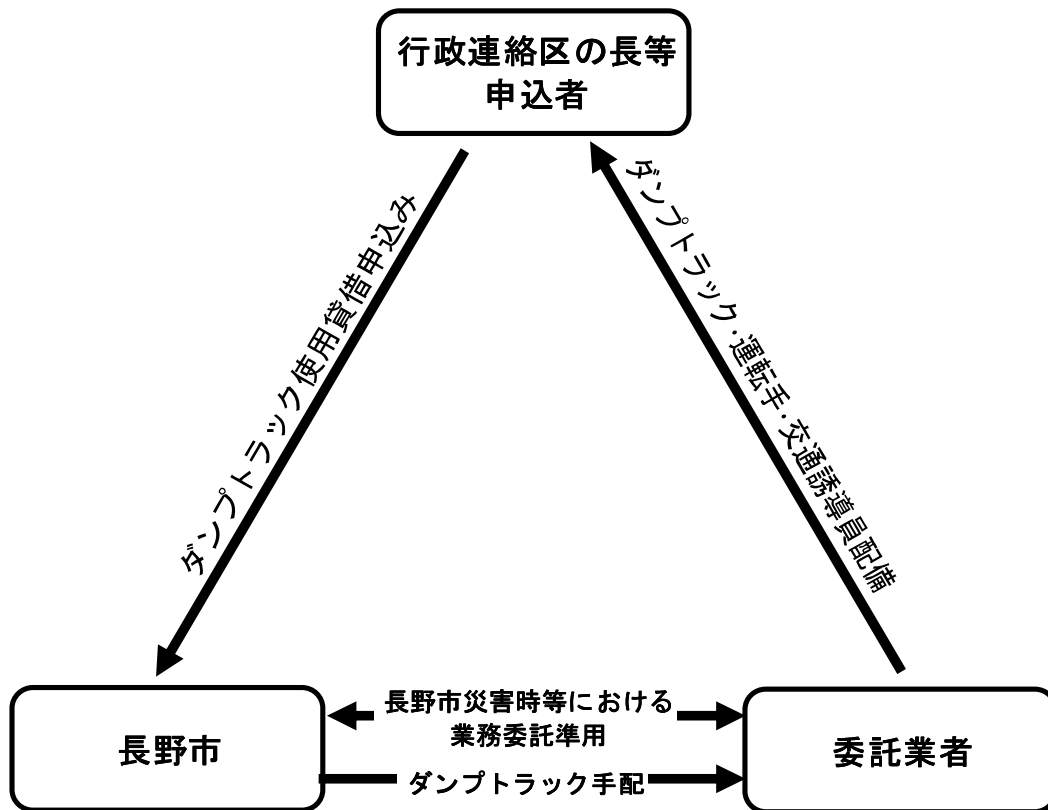 行政連絡区の長等
申込者
ダンプトラック使用貸借申込み
ダンプトラック・運転手・交通誘導員配備
長野市
長野市災害時等における
業務委託準用
ダンプトラック手配
委託業者